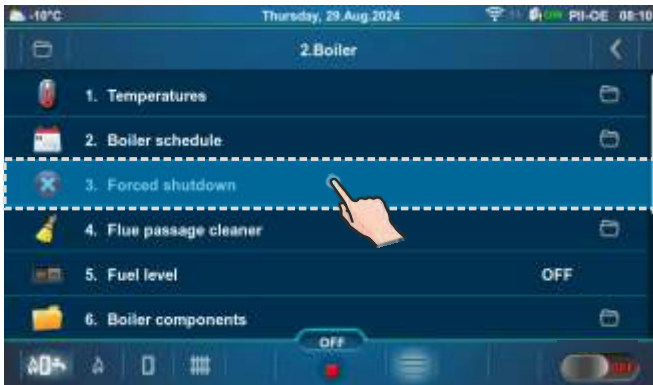 -10°C Thursday, 29.Aug.2024 PII-OE 08:10
2.Boiler
1. Temperatures
2. Boiler schedule
3. Forced shutdown
4. Flue passage cleaner
5. Fuel level OFF
6. Boiler components
OFF
OFF